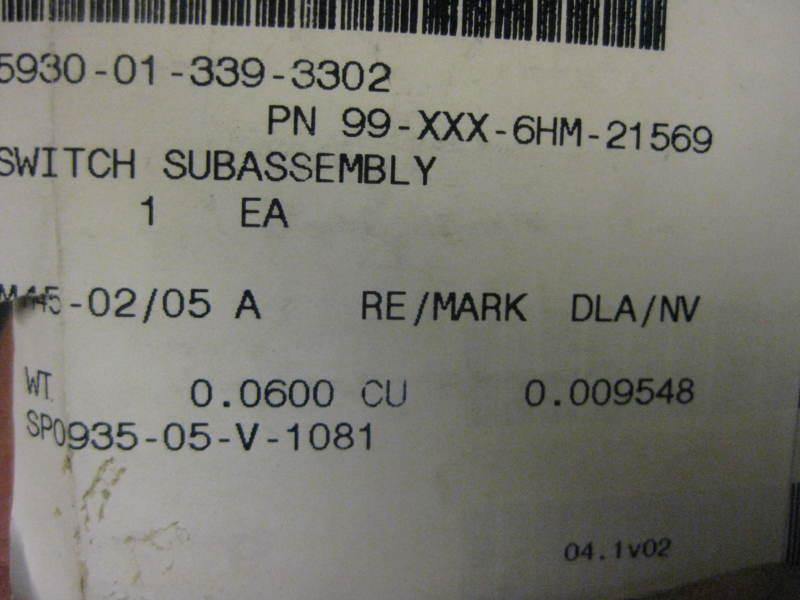 5930-01-339-3302
PN 99-XXX-6HM-21569
SWITCH SUBASSEMBLY
1 EA
M45-02/05 A RE/MARK DLA/NV
WT 0.0600 CU 0.009548
SP0935-05-V-1081
04.1v02